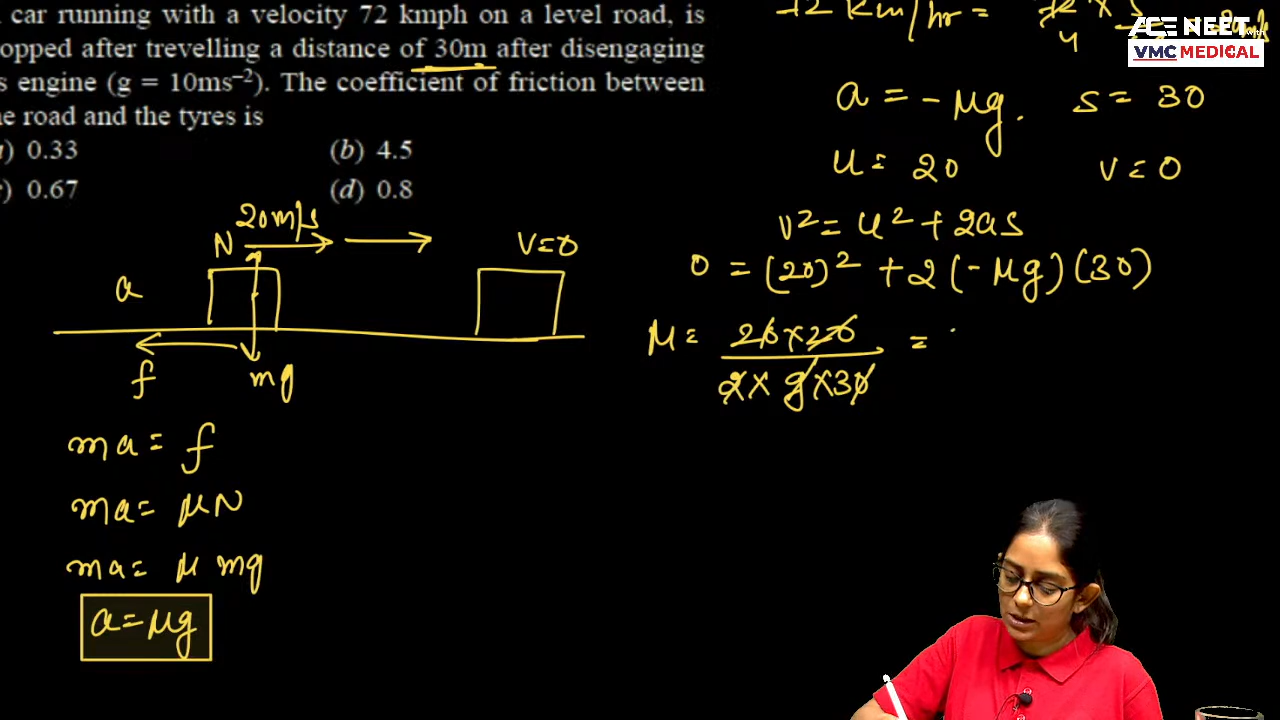 car running with a velocity 72 kmph on a level road, is
opped after trevelling a distance of 30m after disengaging
s engine (g = 10ms⁻²). The coefficient of friction between
e road and the tyres is
) 0.33 (b) 4.5
) 0.67 (d) 0.8
72 Km/hr =
ACE NEET with
VMC MEDICAL
a = - μg. s = 30
u = 20 v = 0
v² = u² + 2as
0 = (20)² + 2 (- μg) (30)
μ = 20 × 20 / 2 × g × 30 =
20 m/s
N
v = 0
a
f
mg
ma = f
ma = μN
ma = μ mg
a = μg